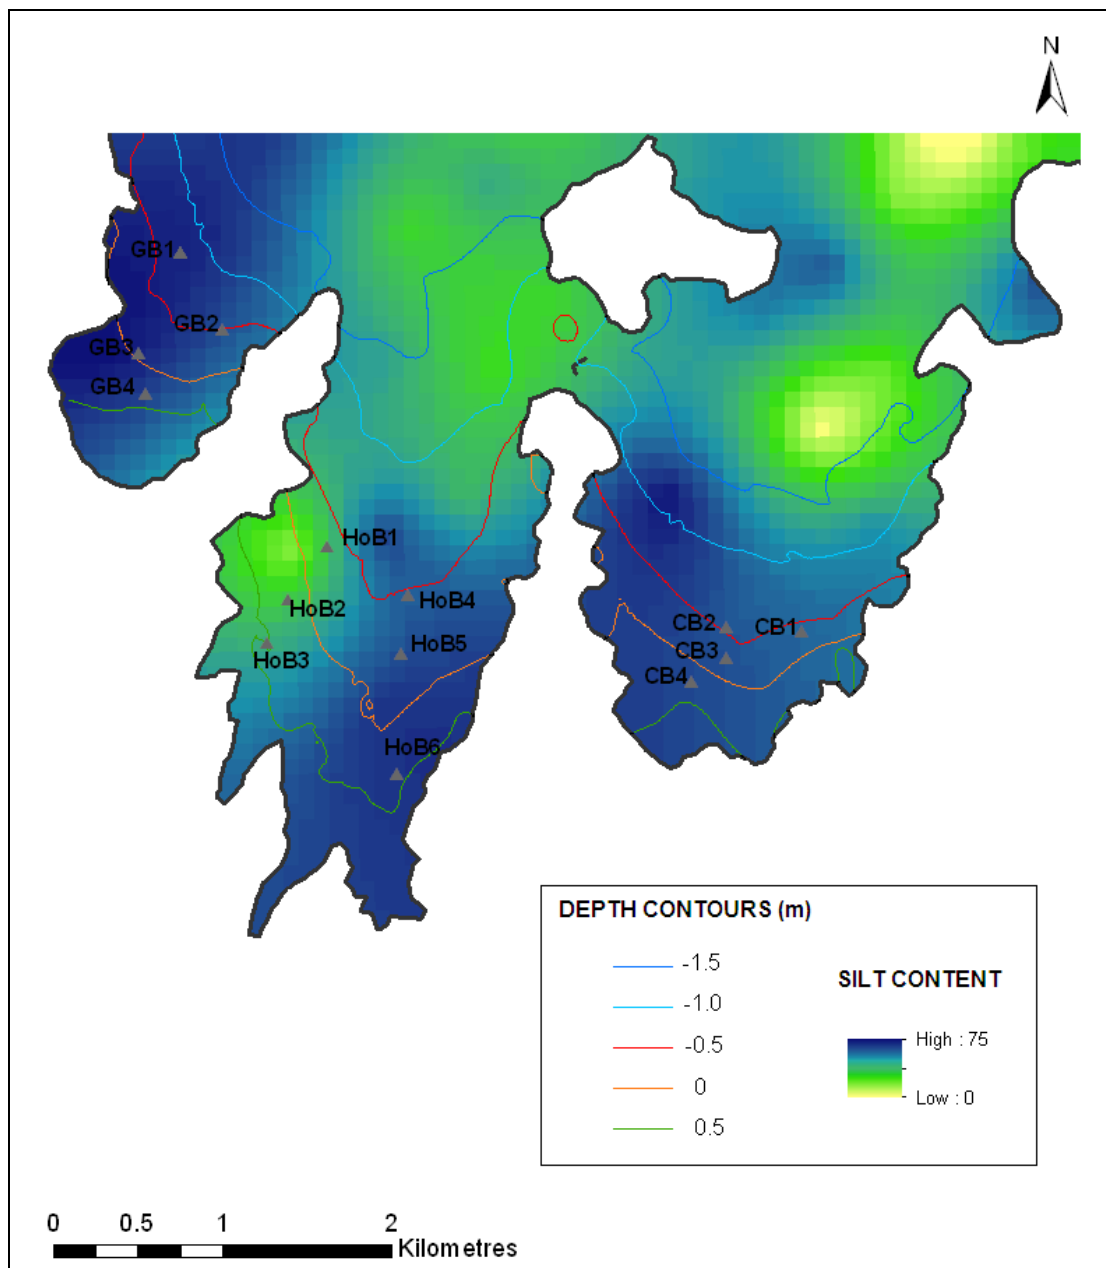 N
GB1
GB2
GB3
GB4
HoB1
HoB2
HoB4
HoB3
HoB5
CB2
CB1
CB3
CB4
HoB6
DEPTH CONTOURS (m)
-1.5
-1.0
-0.5
0
0.5
SILT CONTENT
High : 75
Low : 0
0 0.5 1 2
Kilometres